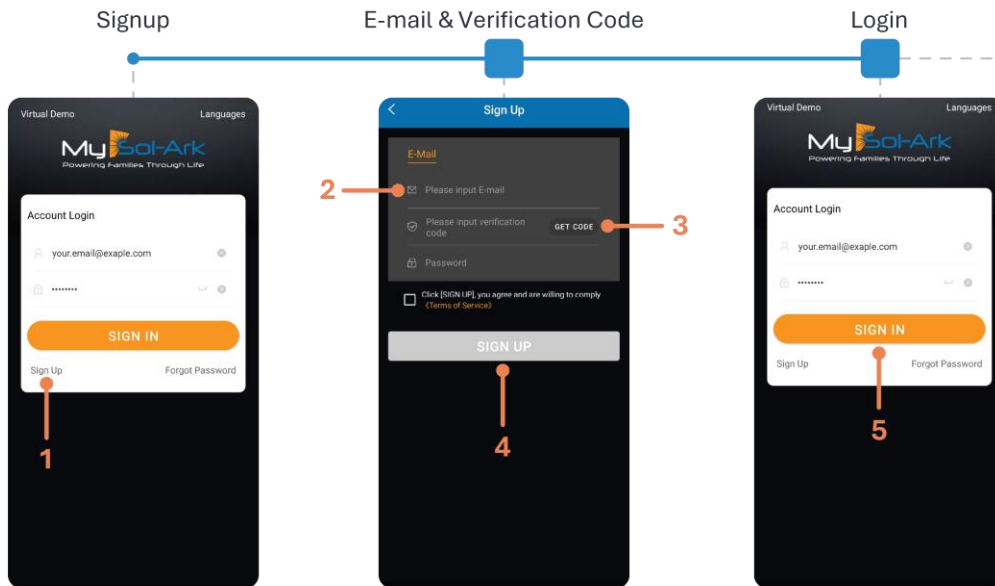 Signup
E-mail & Verification Code
Login
Virtual Demo
Languages
My Sol-Ark
Powering Families Through Life
Account Login
your.email@exaple.com
••••••••
SIGN IN
Sign Up
Forgot Password
1
Sign Up
E-Mail
2
Please input E-mail
Please input verification
code
GET CODE
3
Password
Click [SIGN UP], you agree and are willing to comply
《Terms of Service》
SIGN UP
4
Virtual Demo
Languages
My Sol-Ark
Powering Families Through Life
Account Login
your.email@exaple.com
••••••••
SIGN IN
Sign Up
Forgot Password
5